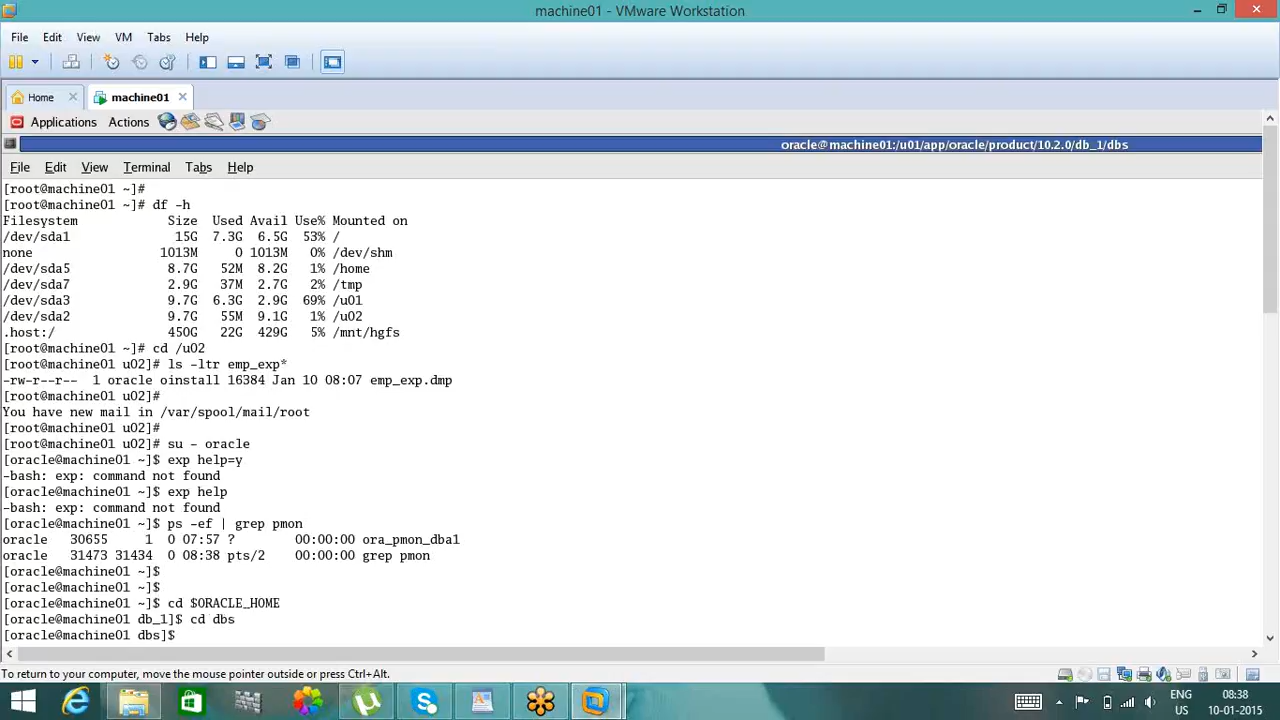 machine01 - VMware Workstation
File Edit View VM Tabs Help
Home machine01
Applications Actions
oracle@machine01:/u01/app/oracle/product/10.2.0/db_1/dbs
File Edit View Terminal Tabs Help
[root@machine01 ~]#
[root@machine01 ~]# df -h
Filesystem Size Used Avail Use% Mounted on
/dev/sda1 15G 7.3G 6.5G 53% /
none 1013M 0 1013M 0% /dev/shm
/dev/sda5 8.7G 52M 8.2G 1% /home
/dev/sda7 2.9G 37M 2.7G 2% /tmp
/dev/sda3 9.7G 6.3G 2.9G 69% /u01
/dev/sda2 9.7G 55M 9.1G 1% /u02
.host:/ 450G 22G 429G 5% /mnt/hgfs
[root@machine01 ~]# cd /u02
[root@machine01 u02]# ls -ltr emp_exp*
-rw-r--r-- 1 oracle oinstall 16384 Jan 10 08:07 emp_exp.dmp
[root@machine01 u02]#
You have new mail in /var/spool/mail/root
[root@machine01 u02]#
[root@machine01 u02]# su - oracle
[oracle@machine01 ~]$ exp help=y
-bash: exp: command not found
[oracle@machine01 ~]$ exp help
-bash: exp: command not found
[oracle@machine01 ~]$ ps -ef | grep pmon
oracle 30655 1 0 07:57 ? 00:00:00 ora_pmon_dba1
oracle 31473 31434 0 08:38 pts/2 00:00:00 grep pmon
[oracle@machine01 ~]$
[oracle@machine01 ~]$
[oracle@machine01 ~]$ cd $ORACLE_HOME
[oracle@machine01 db_1]$ cd dbs
[oracle@machine01 dbs]$
To return to your computer, move the mouse pointer outside or press Ctrl+Alt.
ENG 08:38
US 10-01-2015